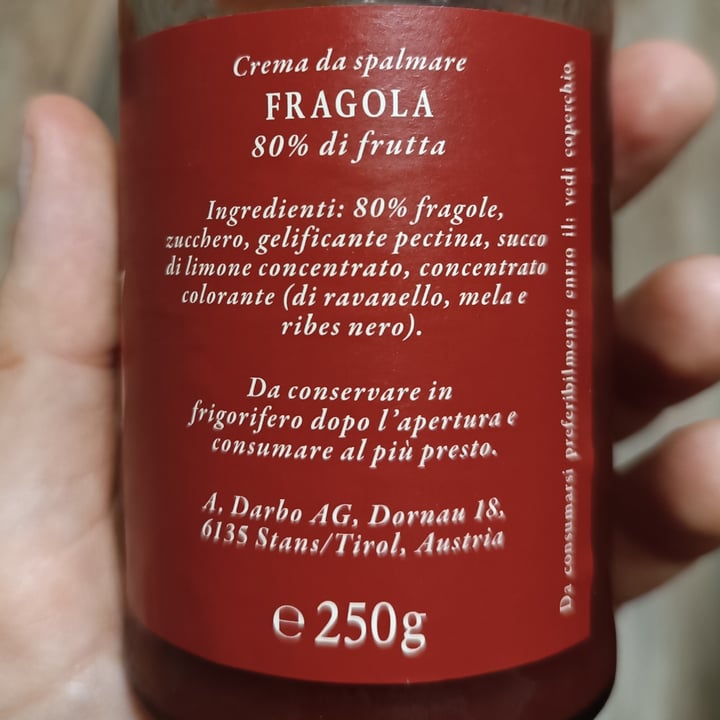 Crema da spalmare
FRAGOLA
80% di frutta
Ingredienti: 80% fragole,
zucchero, gelificante pectina, succo
di limone concentrato, concentrato
colorante (di ravanello, mela e
ribes nero).
Da conservare in
frigorifero dopo l'apertura e
consumare al più presto.
A. Darbo AG, Dornau 18,
6135 Stans/Tirol, Austria
℮ 250g
Da consumarsi preferibilmente entro il: vedi coperchio